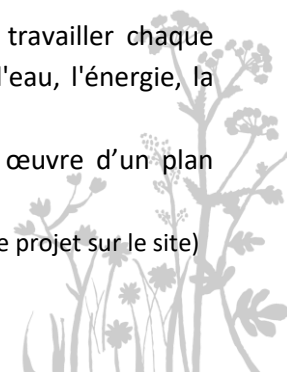 travailler chaque
l'eau, l'énergie, la
œuvre d’un plan
e projet sur le site)